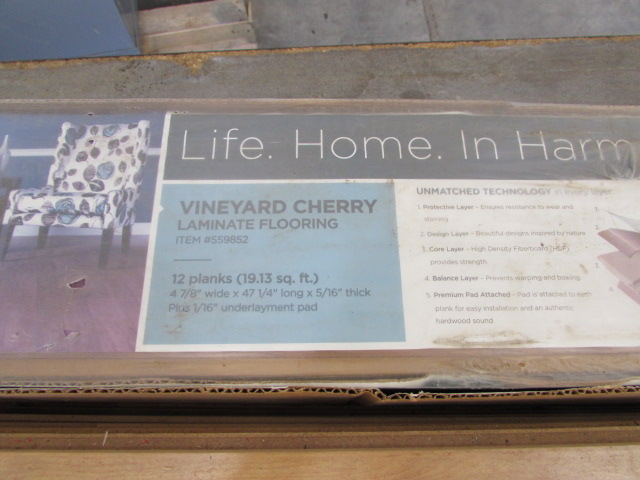 Life. Home. In Harm
VINEYARD CHERRY
LAMINATE FLOORING
ITEM #559852
12 planks (19.13 sq. ft.)
4 7/8" wide x 47 1/4" long x 5/16" thick
Plus 1/16" underlayment pad
UNMATCHED TECHNOLOGY in every layer
1. Protective Layer – Ensures resistance to wear and
staining
2. Design Layer – Beautiful designs inspired by nature
3. Core Layer – High Density Fiberboard (HDF)
provides strength
4. Balance Layer – Prevents warping and bowing
5. Premium Pad Attached – Pad is attached to each
plank for easy installation and an authentic
hardwood sound